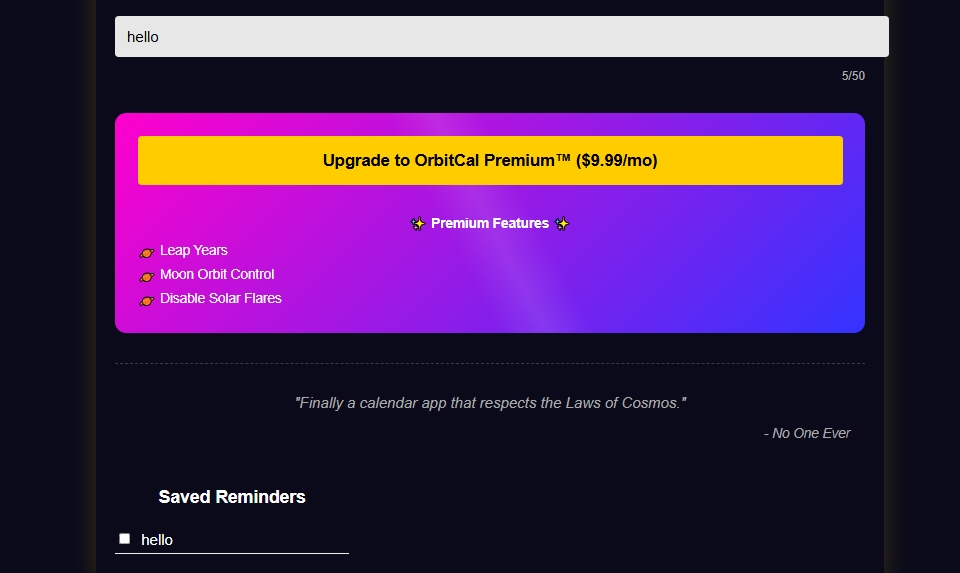 hello
5/50
Upgrade to OrbitCal Premium™ ($9.99/mo)
✨ Premium Features ✨
🪐 Leap Years
🪐 Moon Orbit Control
🪐 Disable Solar Flares
"Finally a calendar app that respects the Laws of Cosmos."
- No One Ever
Saved Reminders
hello